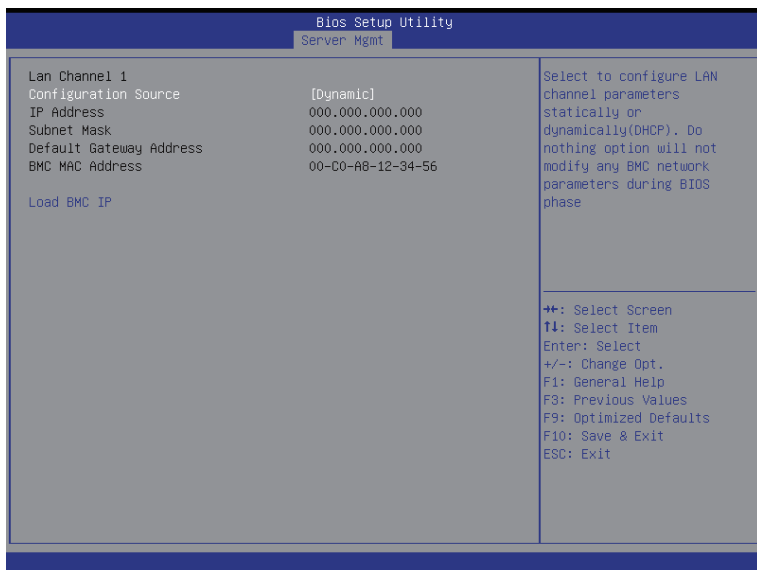 Bios Setup Utility
Server Mgmt
Lan Channel 1
Configuration Source [Dynamic]
IP Address 000.000.000.000
Subnet Mask 000.000.000.000
Default Gateway Address 000.000.000.000
BMC MAC Address 00-C0-A8-12-34-56
Load BMC IP
Select to configure LAN
channel parameters
statically or
dynamically(DHCP). Do
nothing option will not
modify any BMC network
parameters during BIOS
phase
→←: Select Screen
↑↓: Select Item
Enter: Select
+/-: Change Opt.
F1: General Help
F3: Previous Values
F9: Optimized Defaults
F10: Save & Exit
ESC: Exit